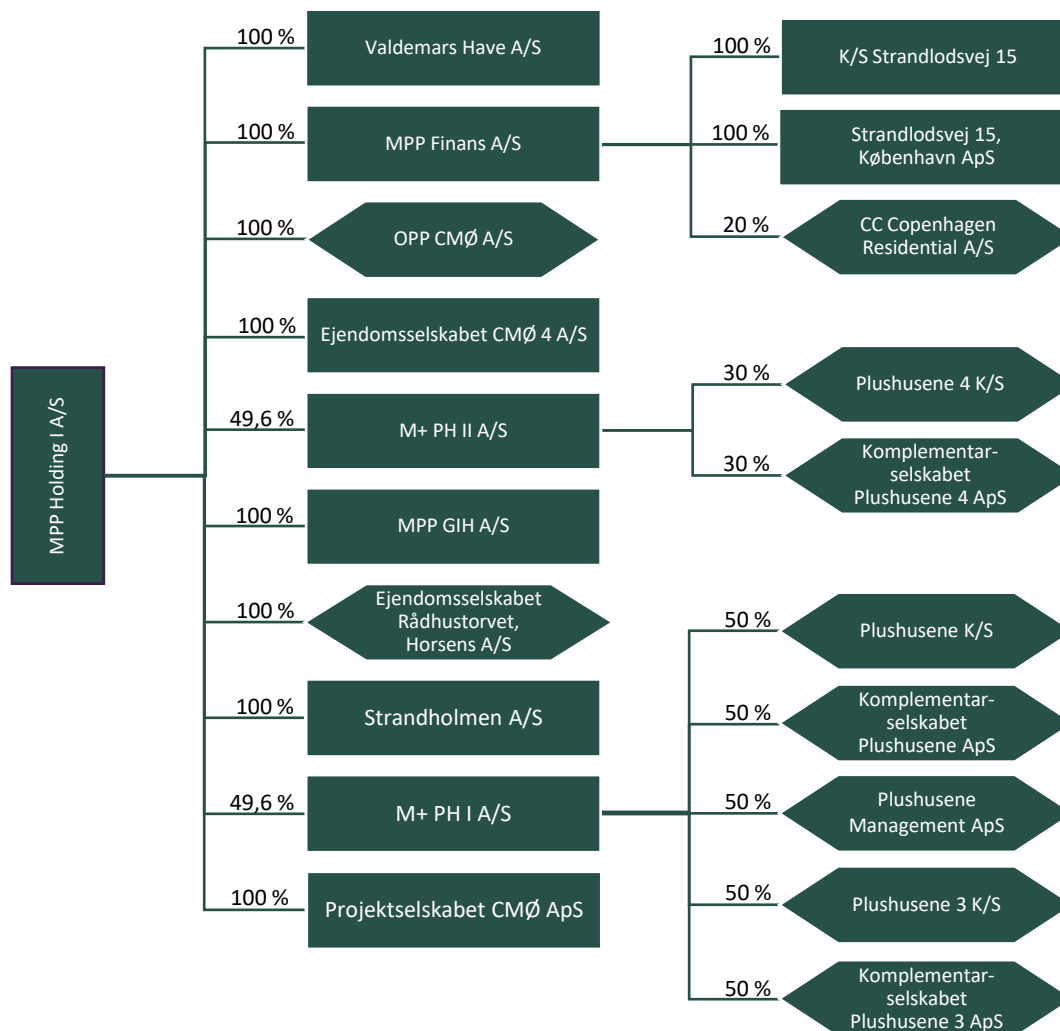 MPP Holding I A/S
100 %
Valdemars Have A/S
100 %
MPP Finans A/S
100 %
OPP CMØ A/S
100 %
Ejendomsselskabet CMØ 4 A/S
49,6 %
M+ PH II A/S
100 %
MPP GIH A/S
100 %
Ejendomsselskabet
Rådhustorvet,
Horsens A/S
100 %
Strandholmen A/S
49,6 %
M+ PH I A/S
100 %
Projektselskabet CMØ ApS
100 %
K/S Strandlodsvej 15
100 %
Strandlodsvej 15,
København ApS
20 %
CC Copenhagen
Residential A/S
30 %
Plushusene 4 K/S
30 %
Komplementar-
selskabet
Plushusene 4 ApS
50 %
Plushusene K/S
50 %
Komplementar-
selskabet
Plushusene ApS
50 %
Plushusene
Management ApS
50 %
Plushusene 3 K/S
50 %
Komplementar-
selskabet
Plushusene 3 ApS